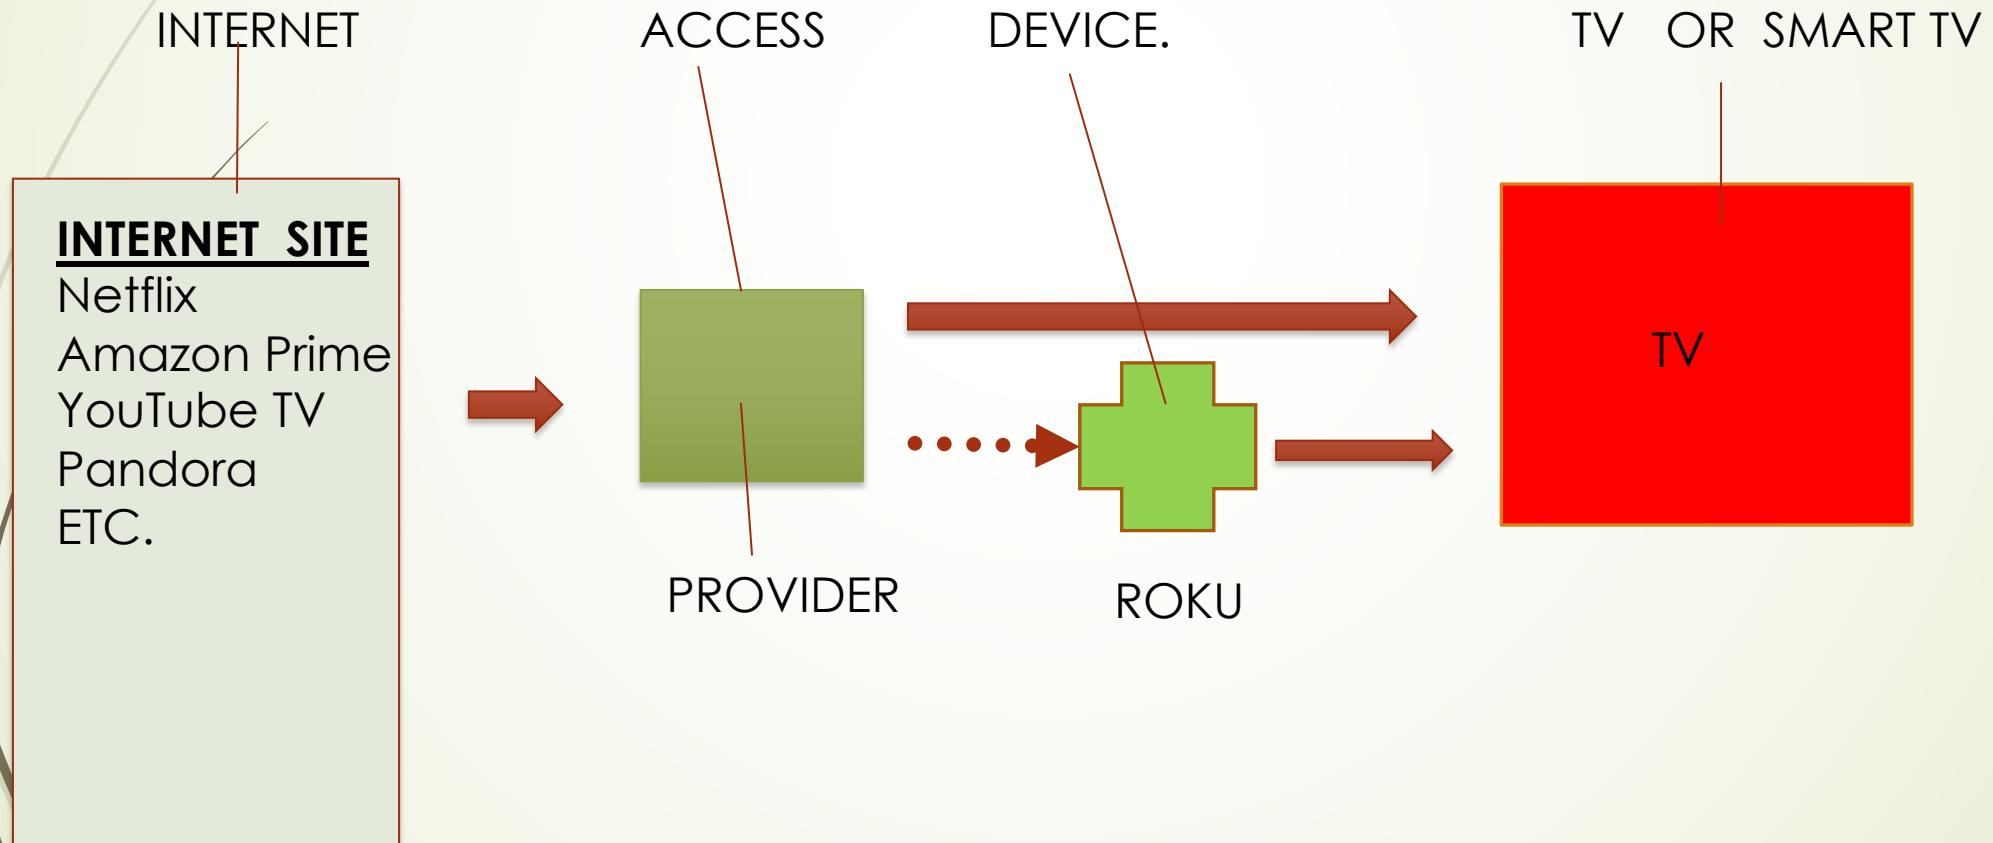 INTERNET
ACCESS
DEVICE.
TV OR SMART TV
INTERNET SITE
Netflix
Amazon Prime
YouTube TV
Pandora
ETC.
TV
PROVIDER
ROKU